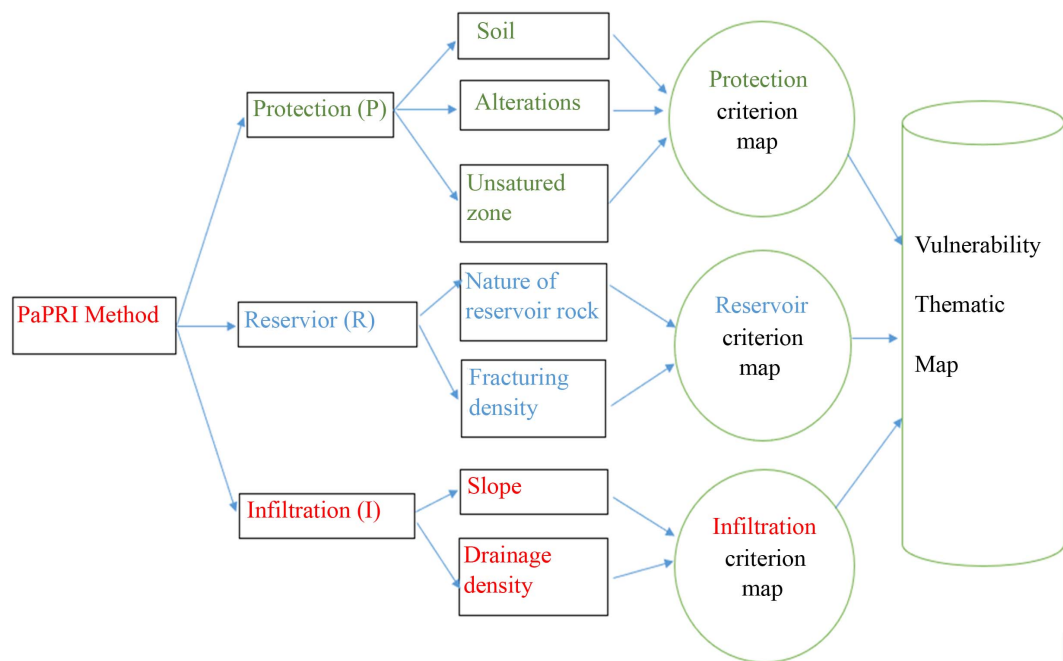 PaPRI Method
Protection (P)
Soil
Alterations
Unsatured
zone
Protection
criterion
map
Reservior (R)
Nature of
reservoir rock
Fracturing
density
Reservoir
criterion
map
Infiltration (I)
Slope
Drainage
density
Infiltration
criterion
map
Vulnerability
Thematic
Map